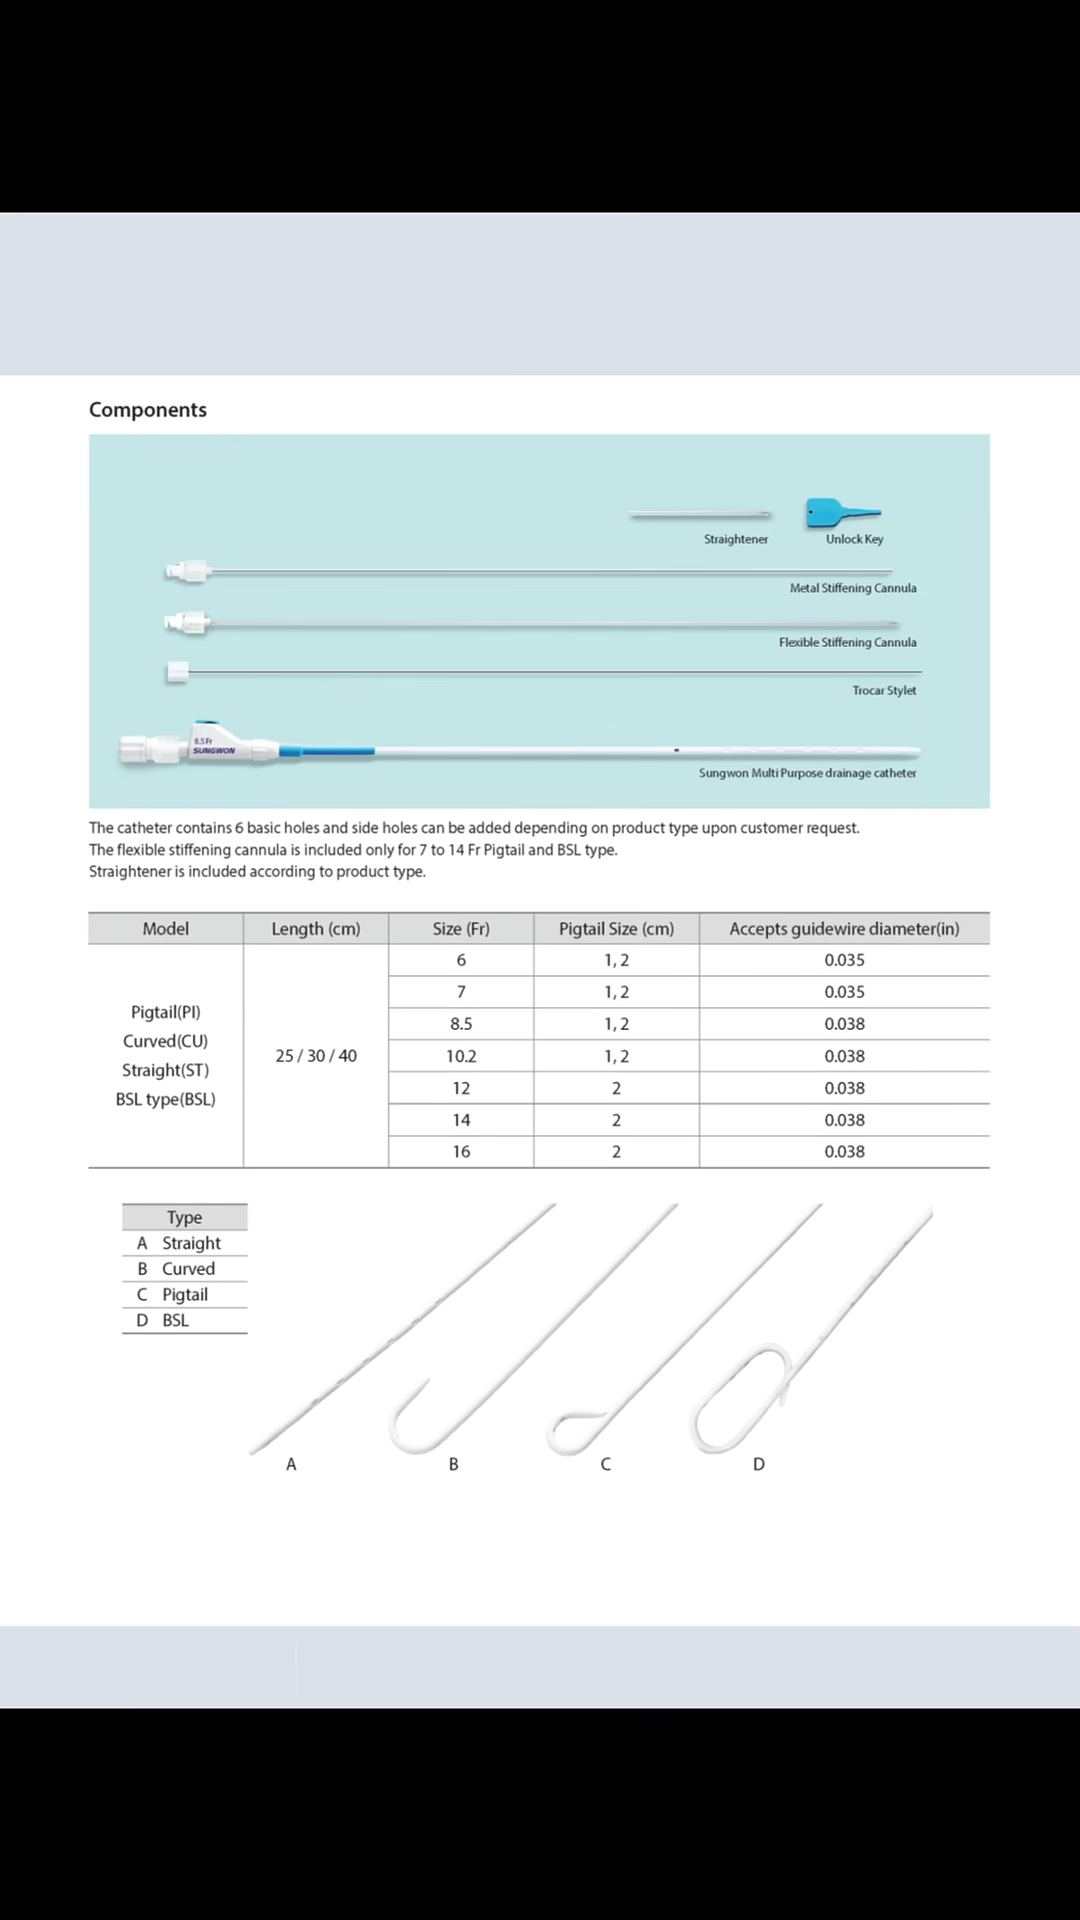 Components
Straightener
Unlock Key
Metal Stiffening Cannula
Flexible Stiffening Cannula
Trocar Stylet
8.5 Fr
SUNGWON
Sungwon Multi Purpose drainage catheter
The catheter contains 6 basic holes and side holes can be added depending on product type upon customer request.
The flexible stiffening cannula is included only for 7 to 14 Fr Pigtail and BSL type.
Straightener is included according to product type.
Model Length (cm) Size (Fr) Pigtail Size (cm) Accepts guidewire diameter(in)
Pigtail(PI)
Curved(CU)
Straight(ST)
BSL type(BSL)
25 / 30 / 40
6 1, 2 0.035
7 1, 2 0.035
8.5 1, 2 0.038
10.2 1, 2 0.038
12 2 0.038
14 2 0.038
16 2 0.038
Type
A Straight
B Curved
C Pigtail
D BSL
A B C D